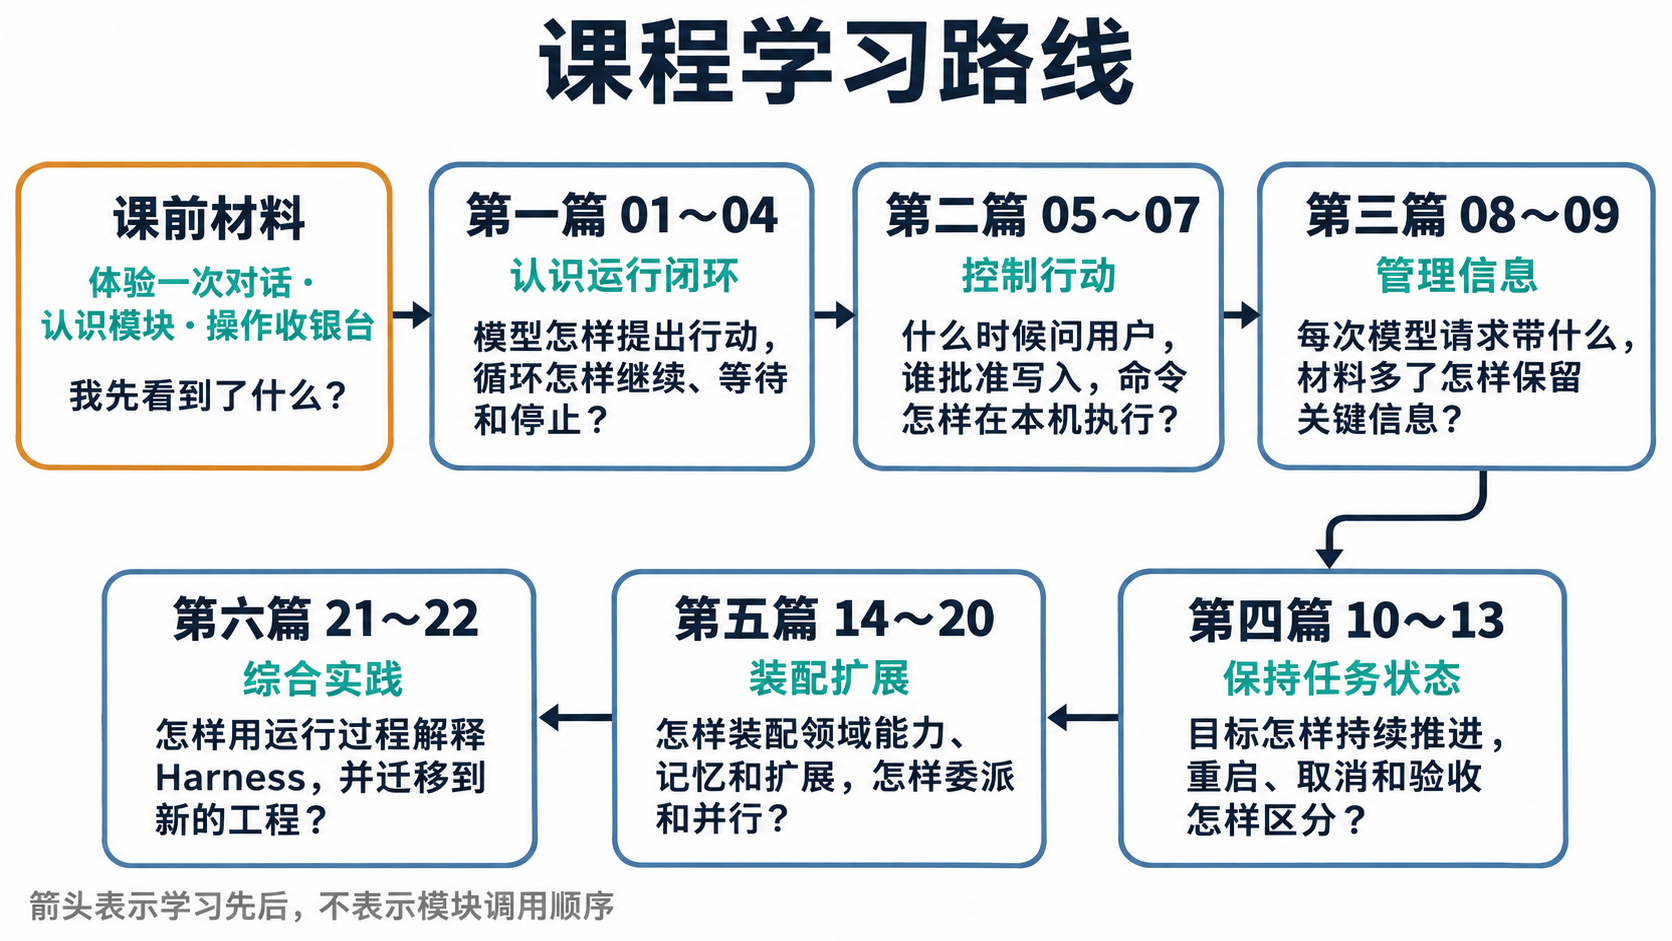 课程学习路线
课前材料
体验一次对话·
认识模块·操作收银台
我先看到了什么？
第一篇 01～04
认识运行闭环
模型怎样提出行动，
循环怎样继续、等待
和停止？
第二篇 05～07
控制行动
什么时候问用户，
谁批准写入，命令
怎样在本机执行？
第三篇 08～09
管理信息
每次模型请求带什么，
材料多了怎样保留
关键信息？
第四篇 10～13
保持任务状态
目标怎样持续推进，
重启、取消和验收
怎样区分？
第五篇 14～20
装配扩展
怎样装配领域能力、
记忆和扩展，怎样委派
和并行？
第六篇 21～22
综合实践
怎样用运行过程解释
Harness，并迁移到
新的工程？
箭头表示学习先后，不表示模块调用顺序